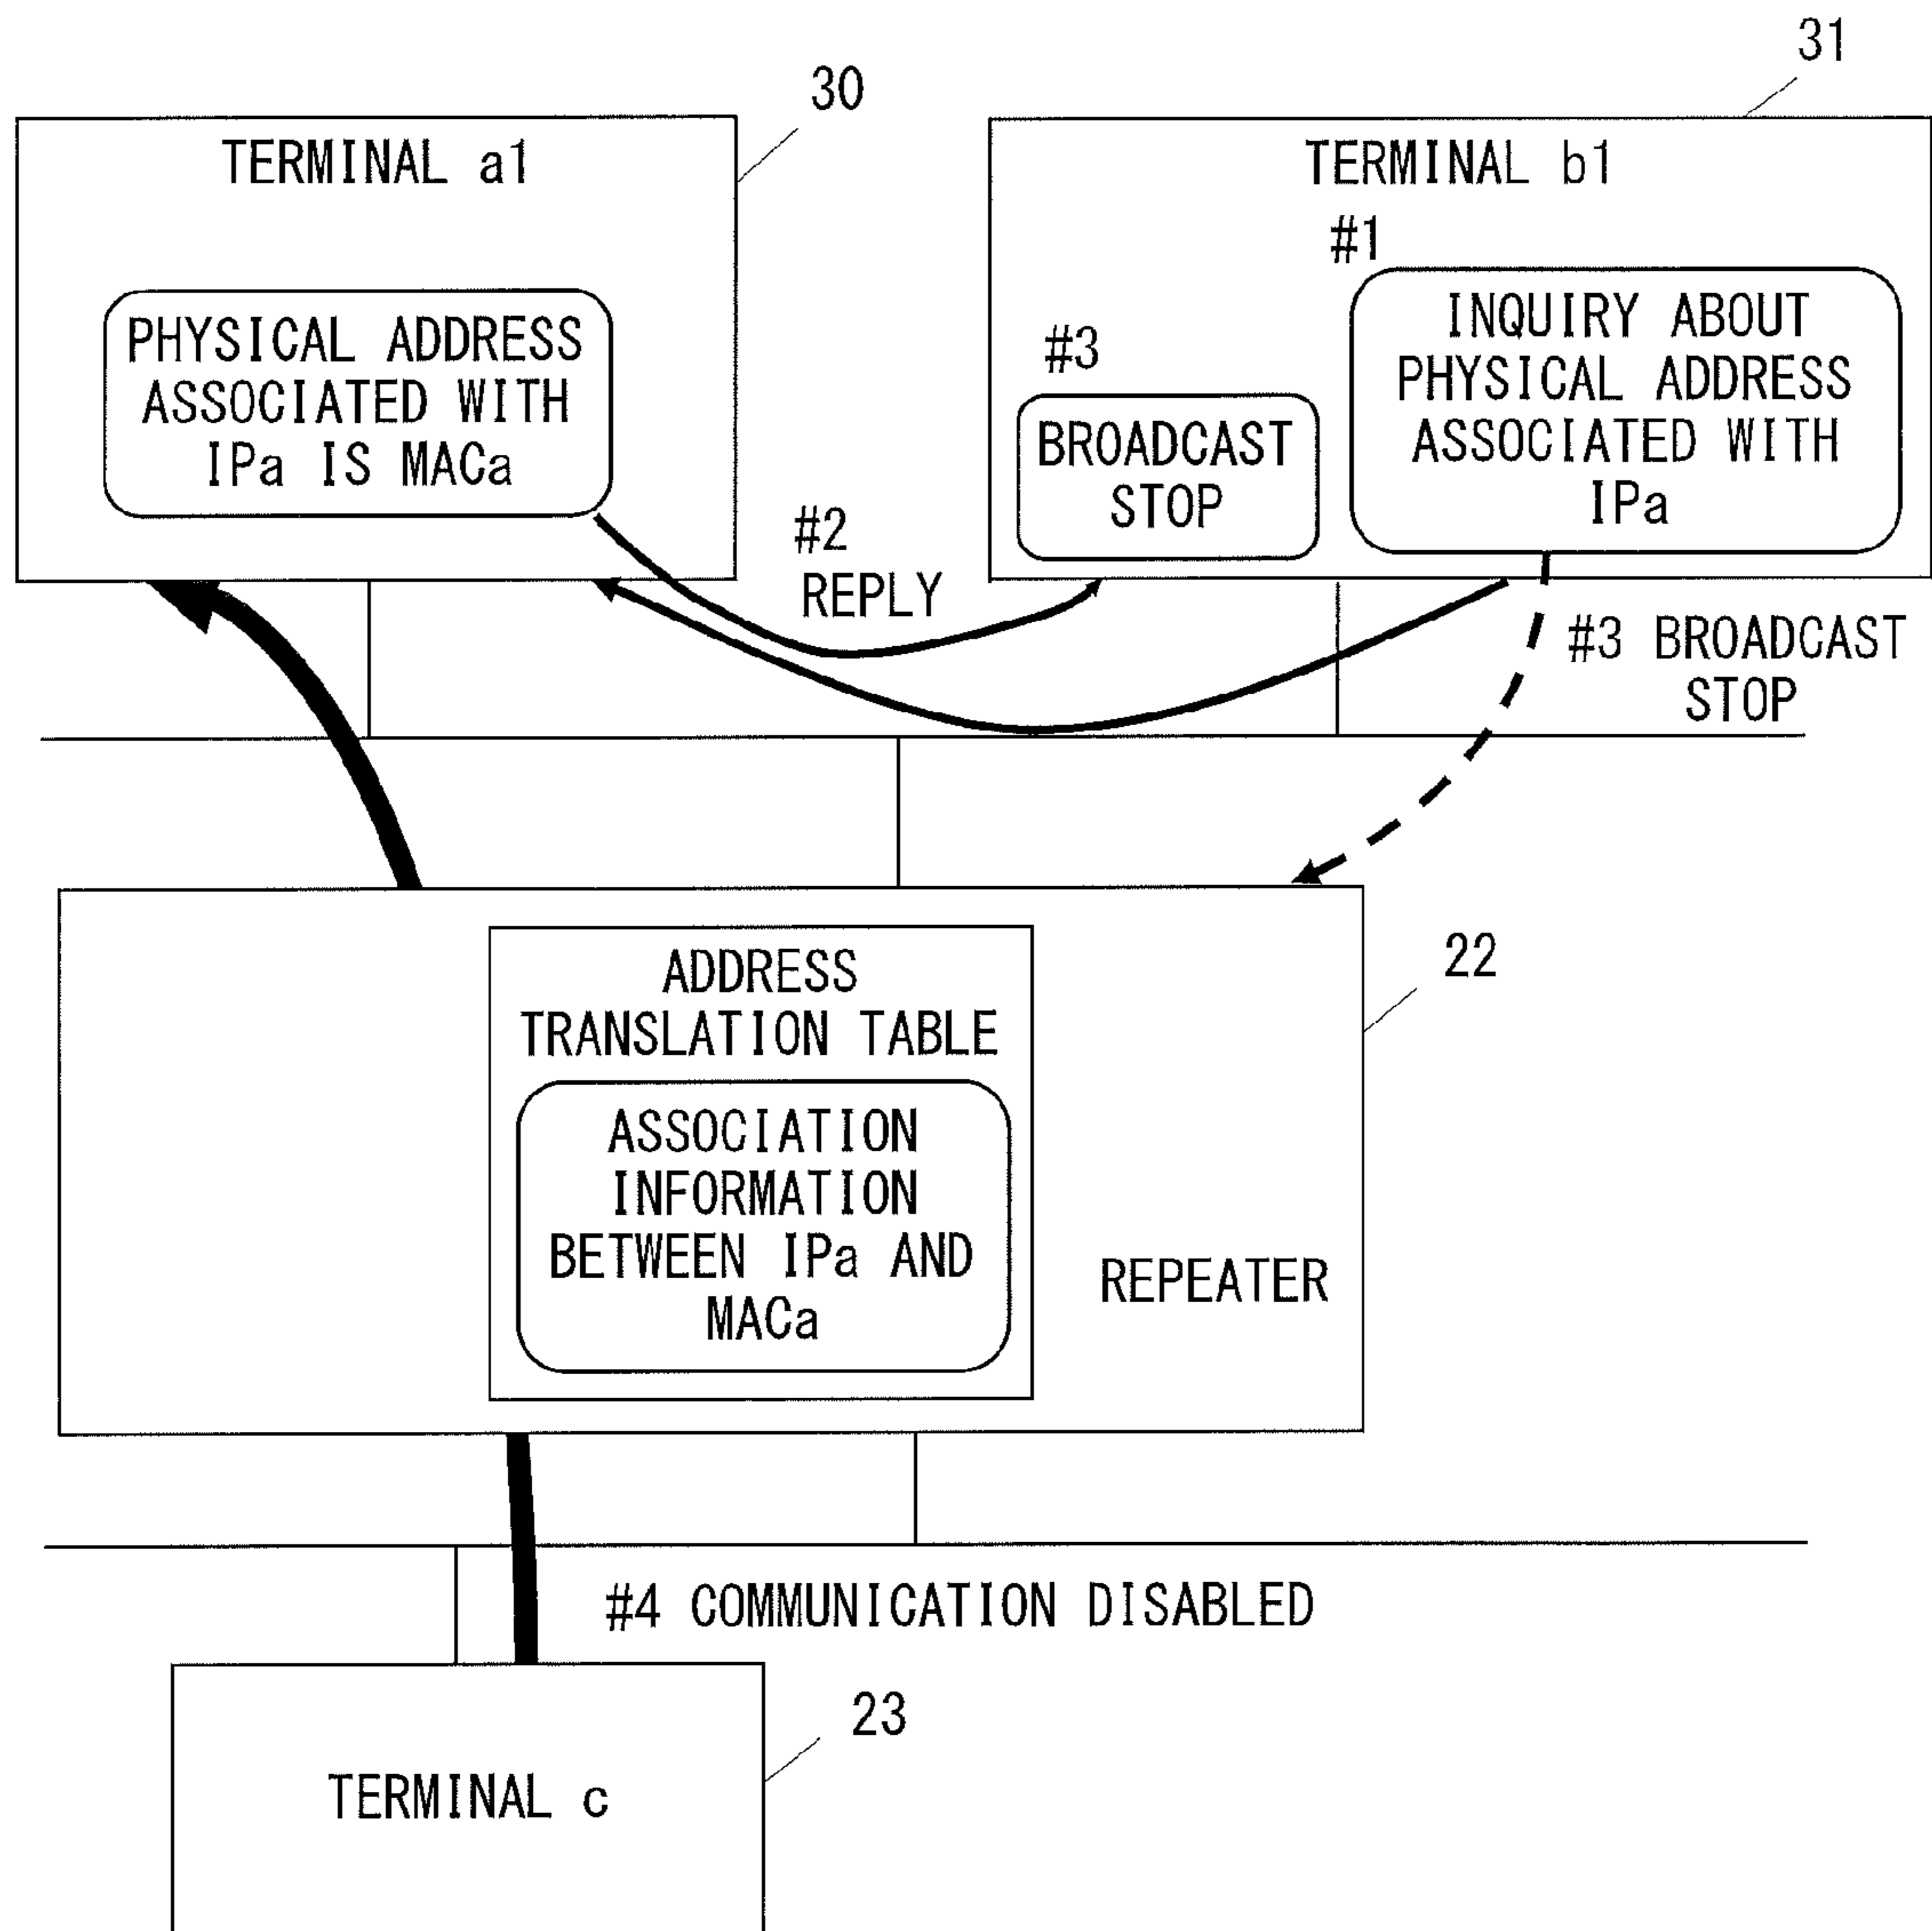 31
30
TERMINAL a1
PHYSICAL ADDRESS
ASSOCIATED WITH
IPa IS MACa
TERMINAL b1
#1
INQUIRY ABOUT
PHYSICAL ADDRESS
ASSOCIATED WITH
IPa
#3
BROADCAST
STOP
#2
REPLY
#3 BROADCAST
STOP
22
ADDRESS
TRANSLATION TABLE
ASSOCIATION
INFORMATION
BETWEEN IPa AND
MACa
REPEATER
#4 COMMUNICATION DISABLED
23
TERMINAL c